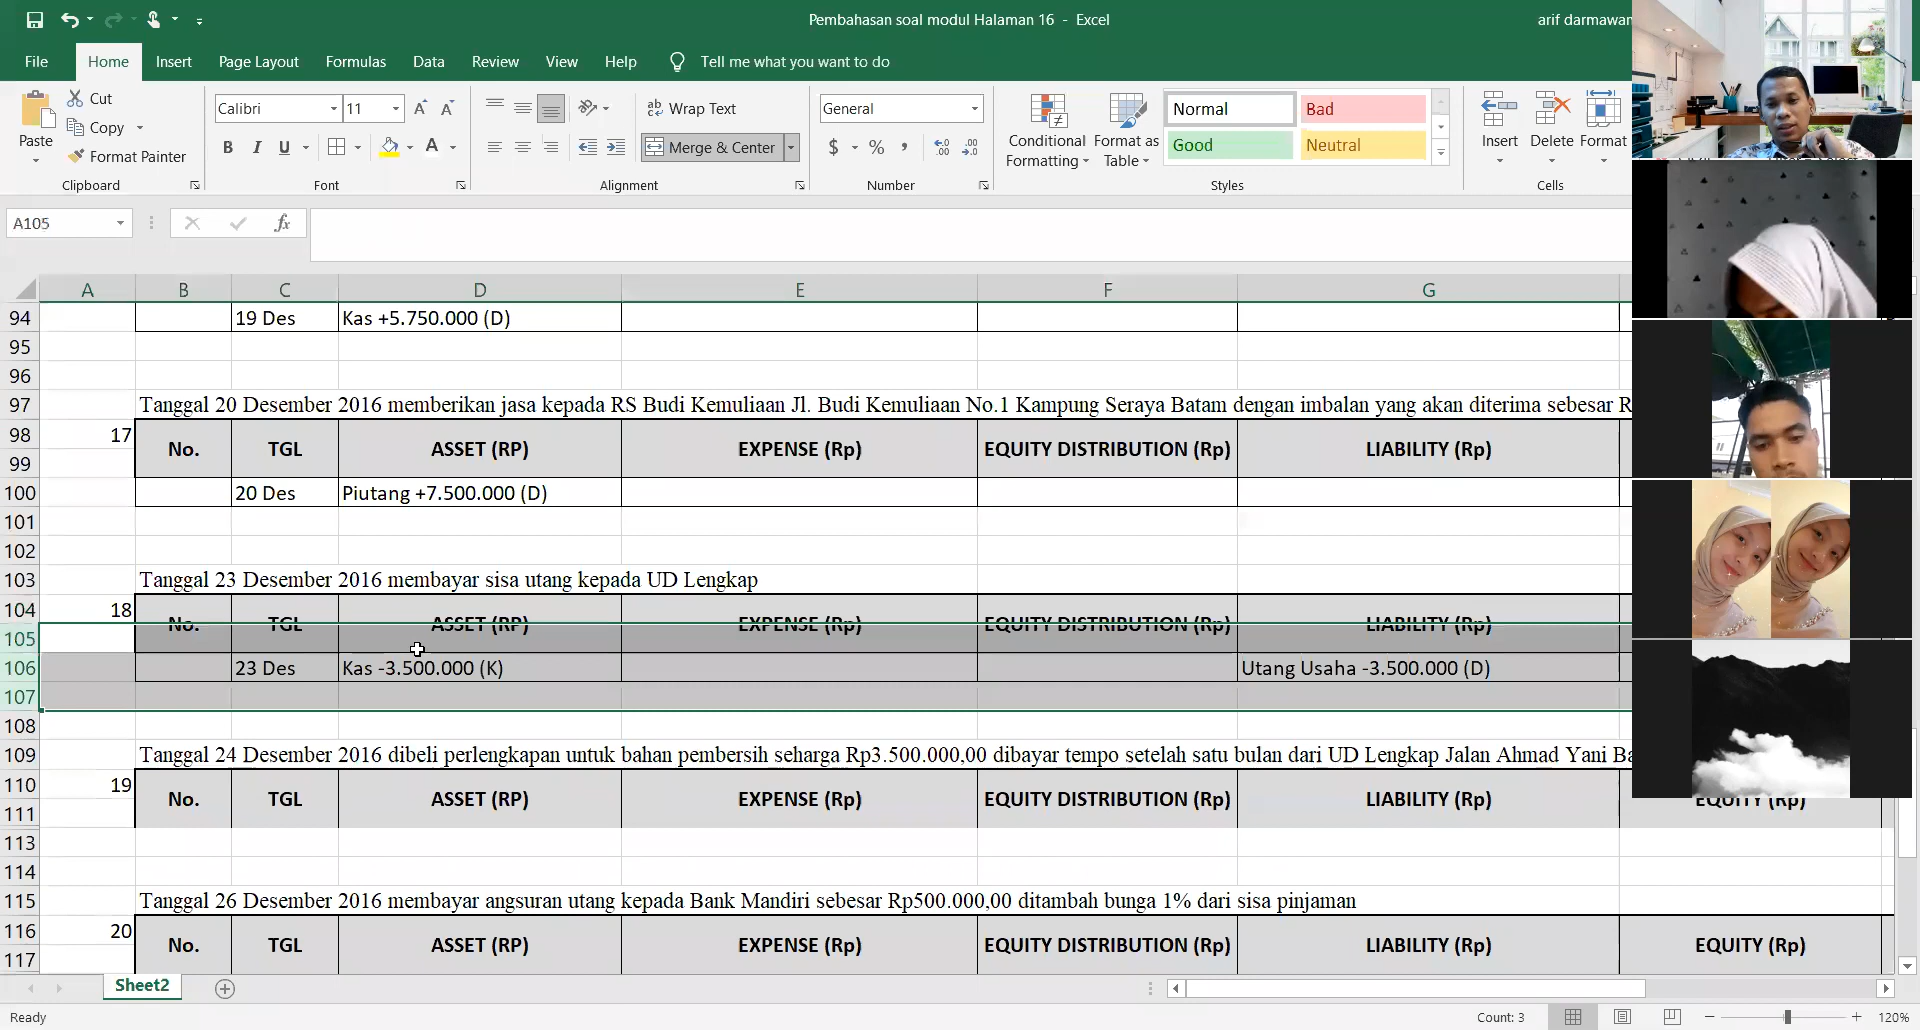 Pembahasan soal modul Halaman 16 - Excel
arif darmawan
File Home Insert Page Layout Formulas Data Review View Help Tell me what you want to do
Paste
Cut
Copy
Format Painter
Clipboard
Calibri 11
B I U
Font
Wrap Text
Merge & Center
Alignment
General
$ % ,
Number
Conditional Formatting
Format as Table
Normal Bad
Good Neutral
Styles
Insert Delete Format
Cells
A105 fx
A B C D E F G
94 19 Des Kas +5.750.000 (D)
95
96
97 Tanggal 20 Desember 2016 memberikan jasa kepada RS Budi Kemuliaan Jl. Budi Kemuliaan No.1 Kampung Seraya Batam dengan imbalan yang akan diterima sebesar R
98 17 No. TGL ASSET (RP) EXPENSE (Rp) EQUITY DISTRIBUTION (Rp) LIABILITY (Rp)
99
100 20 Des Piutang +7.500.000 (D)
101
102
103 Tanggal 23 Desember 2016 membayar sisa utang kepada UD Lengkap
104 18 No. TGL ASSET (RP) EXPENSE (Rp) EQUITY DISTRIBUTION (Rp) LIABILITY (Rp)
105
106 23 Des Kas -3.500.000 (K) Utang Usaha -3.500.000 (D)
107
108
109 Tanggal 24 Desember 2016 dibeli perlengkapan untuk bahan pembersih seharga Rp3.500.000,00 dibayar tempo setelah satu bulan dari UD Lengkap Jalan Ahmad Yani Ba
110 19 No. TGL ASSET (RP) EXPENSE (Rp) EQUITY DISTRIBUTION (Rp) LIABILITY (Rp) EQUITY (Rp)
111
113
114
115 Tanggal 26 Desember 2016 membayar angsuran utang kepada Bank Mandiri sebesar Rp500.000,00 ditambah bunga 1% dari sisa pinjaman
116 20 No. TGL ASSET (RP) EXPENSE (Rp) EQUITY DISTRIBUTION (Rp) LIABILITY (Rp) EQUITY (Rp)
117
Sheet2
Ready Count: 3 120%